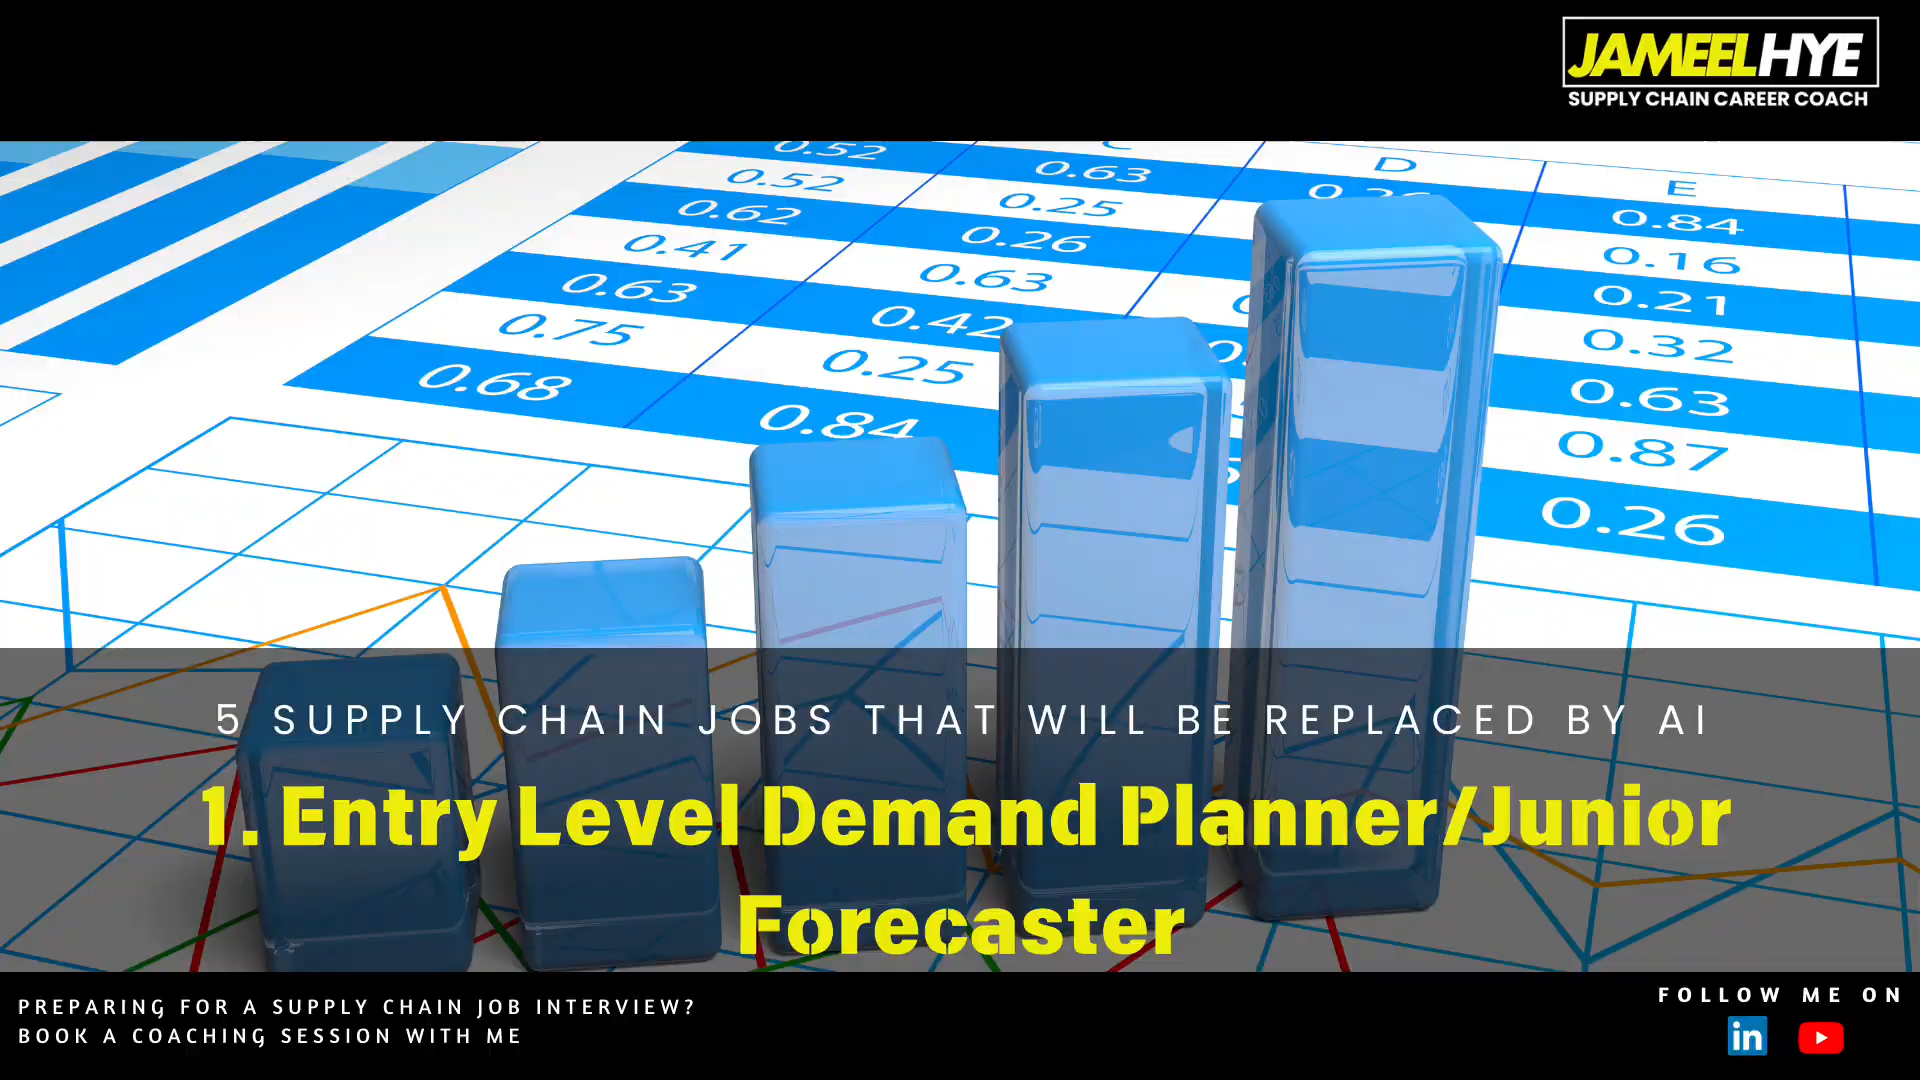 JAMEELHYE
SUPPLY CHAIN CAREER COACH
C
D
E
0.52
0.63
0.84
0.52
0.25
0.16
0.62
0.26
0.21
0.41
0.63
0.32
0.63
0.42
0.63
0.75
0.25
0.87
0.68
0.84
0.26
5 SUPPLY CHAIN JOBS THAT WILL BE REPLACED BY AI
1. Entry Level Demand Planner/Junior
Forecaster
PREPARING FOR A SUPPLY CHAIN JOB INTERVIEW?
BOOK A COACHING SESSION WITH ME
FOLLOW ME ON
in